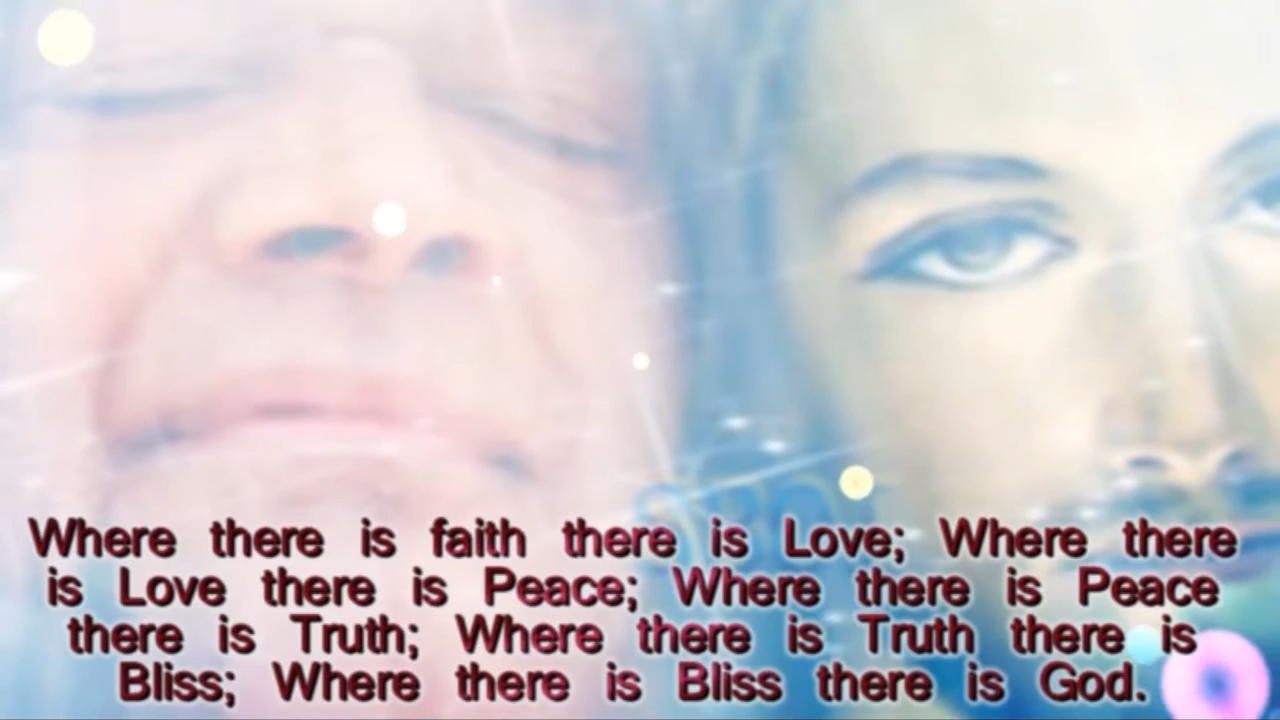 Where there is faith there is Love; Where there
is Love there is Peace; Where there is Peace
there is Truth; Where there is Truth there is
Bliss; Where there is Bliss there is God.